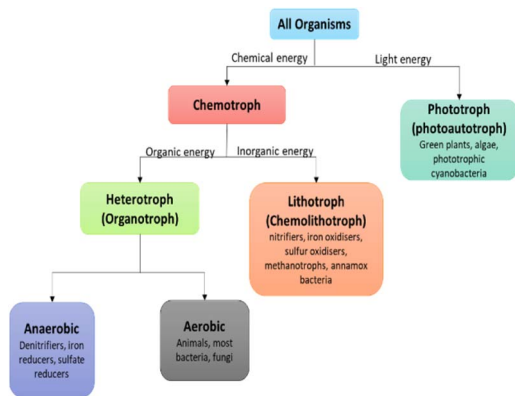 All Organisms
Chemical energy
Light energy
Chemotroph
Phototroph
(photoautotroph)
Green plants, algae,
phototrophic
cyanobacteria
Organic energy
Inorganic energy
Heterotroph
(Organotroph)
Lithotroph
(Chemolithotroph)
nitrifiers, iron oxidisers,
sulfur oxidisers,
methanotrophs, annamox
bacteria
Anaerobic
Denitrifiers, iron
reducers, sulfate
reducers
Aerobic
Animals, most
bacteria, fungi